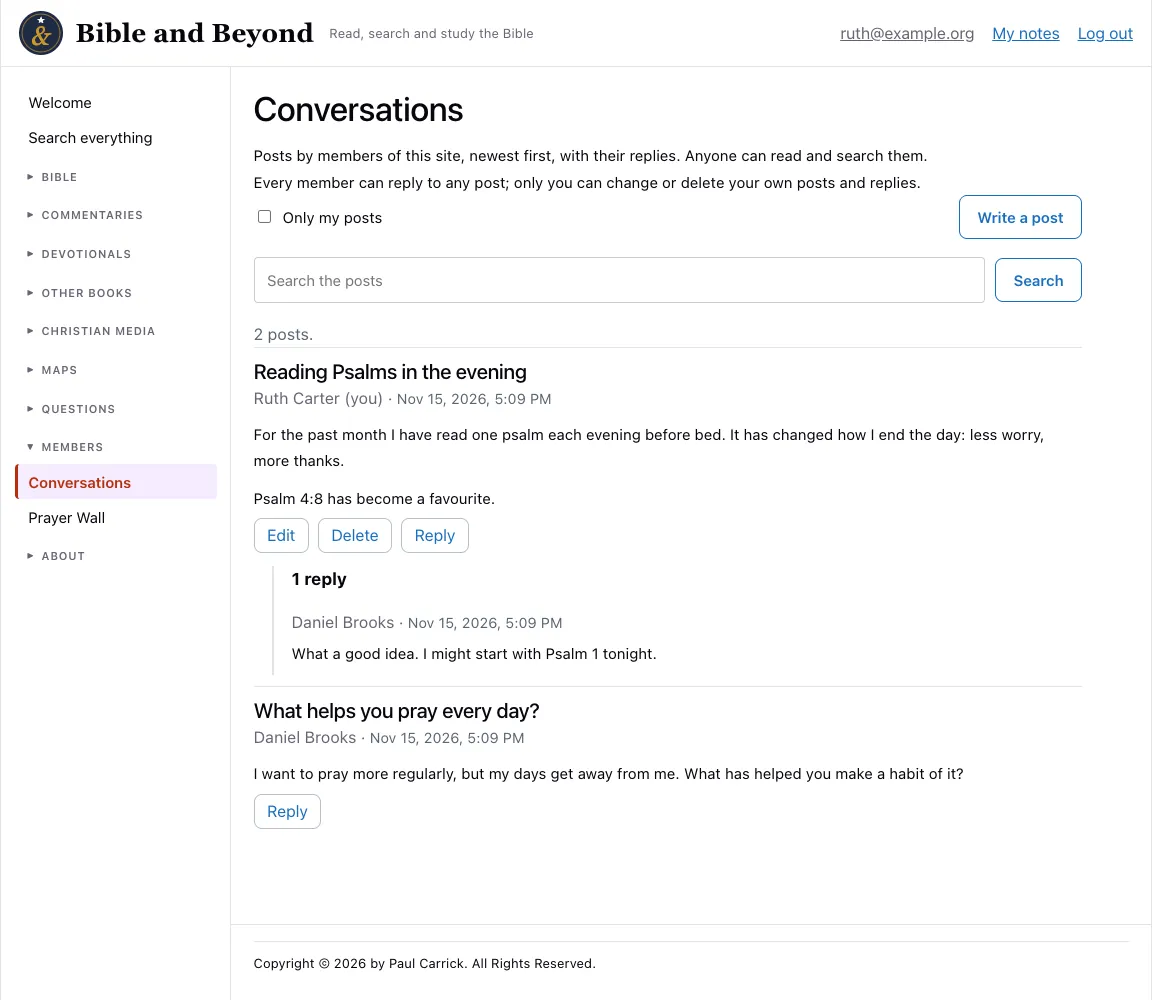 &
Bible and Beyond
Read, search and study the Bible
ruth@example.org
My notes
Log out
Welcome
Search everything
BIBLE
COMMENTARIES
DEVOTIONALS
OTHER BOOKS
CHRISTIAN MEDIA
MAPS
QUESTIONS
MEMBERS
Conversations
Prayer Wall
ABOUT
Conversations
Posts by members of this site, newest first, with their replies. Anyone can read and search them.
Every member can reply to any post; only you can change or delete your own posts and replies.
Only my posts
Write a post
Search the posts
Search
2 posts.
Reading Psalms in the evening
Ruth Carter (you) · Nov 15, 2026, 5:09 PM
For the past month I have read one psalm each evening before bed. It has changed how I end the day: less worry,
more thanks.
Psalm 4:8 has become a favourite.
Edit
Delete
Reply
1 reply
Daniel Brooks · Nov 15, 2026, 5:09 PM
What a good idea. I might start with Psalm 1 tonight.
What helps you pray every day?
Daniel Brooks · Nov 15, 2026, 5:09 PM
I want to pray more regularly, but my days get away from me. What has helped you make a habit of it?
Reply
Copyright © 2026 by Paul Carrick. All Rights Reserved.